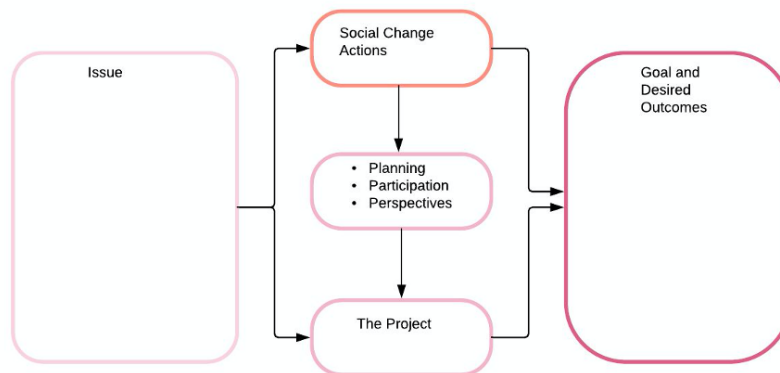 Issue
Social Change
Actions
• Planning
• Participation
• Perspectives
The Project
Goal and
Desired
Outcomes